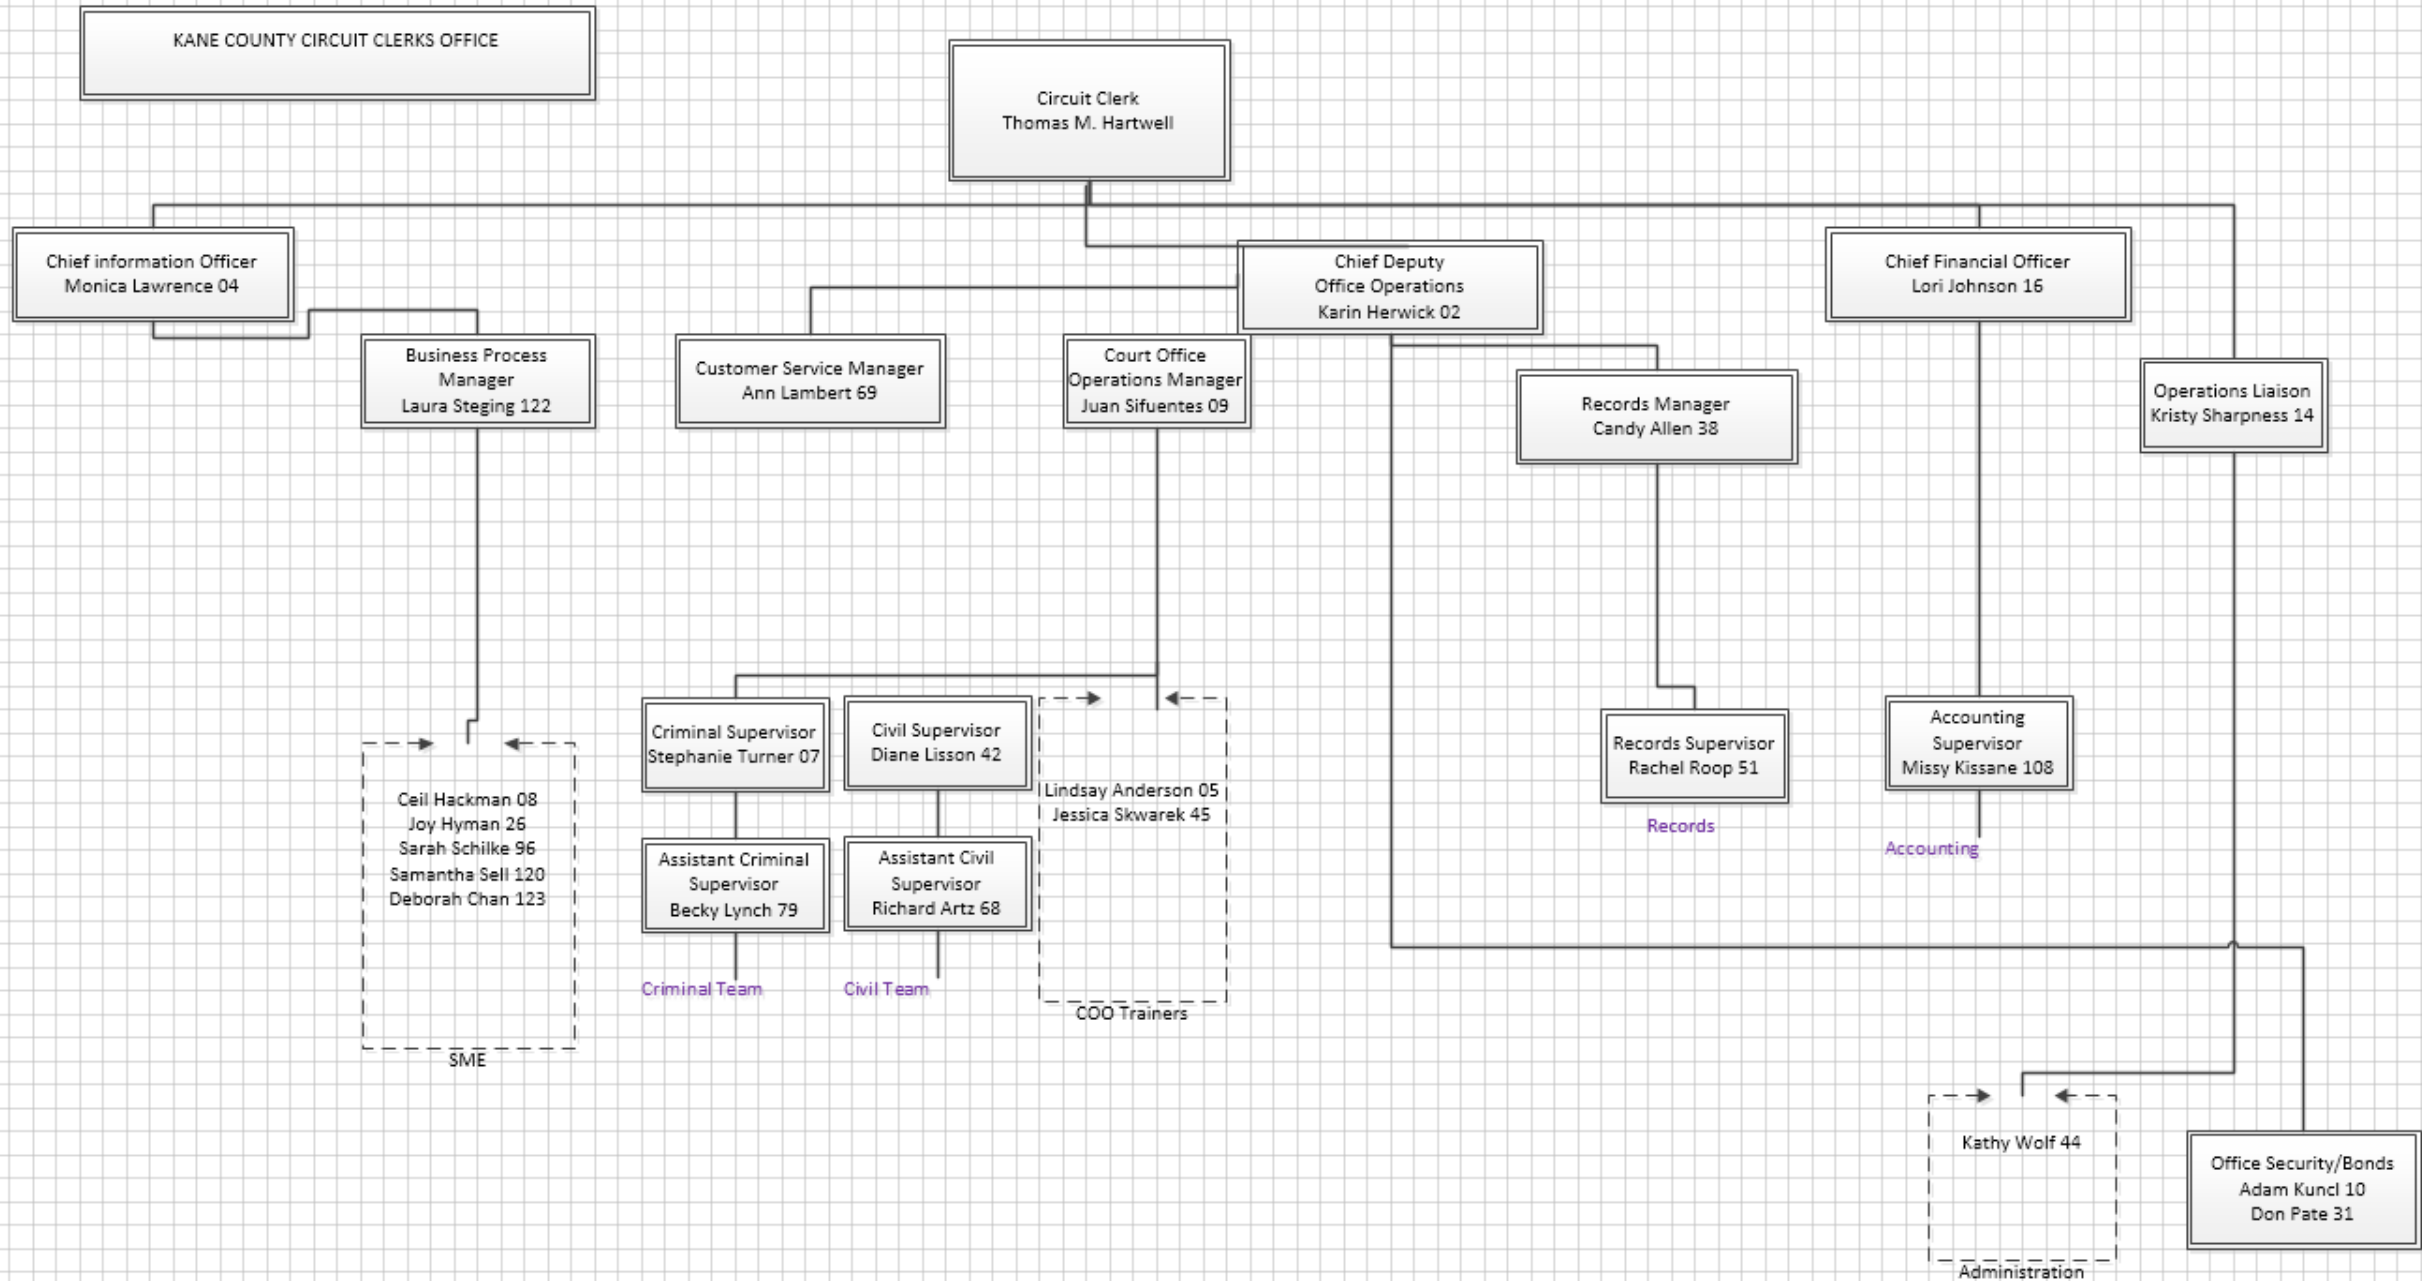 KANE COUNTY CIRCUIT CLERKS OFFICE
Circuit Clerk
Thomas M. Hartwell
Chief information Officer
Monica Lawrence 04
Chief Deputy
Office Operations
Karin Herwick 02
Chief Financial Officer
Lori Johnson 16
Business Process
Manager
Laura Steging 122
Customer Service Manager
Ann Lambert 69
Court Office
Operations Manager
Juan Sifuentes 09
Records Manager
Candy Allen 38
Operations Liaison
Kristy Sharpness 14
Criminal Supervisor
Stephanie Turner 07
Civil Supervisor
Diane Lisson 42
Lindsay Anderson 05
Jessica Skwarek 45
COO Trainers
Records Supervisor
Rachel Roop 51
Records
Accounting
Supervisor
Missy Kissane 108
Accounting
Ceil Hackman 08
Joy Hyman 26
Sarah Schilke 96
Samantha Sell 120
Deborah Chan 123
SME
Assistant Criminal
Supervisor
Becky Lynch 79
Criminal Team
Assistant Civil
Supervisor
Richard Artz 68
Civil Team
Kathy Wolf 44
Administration
Office Security/Bonds
Adam Kuncl 10
Don Pate 31